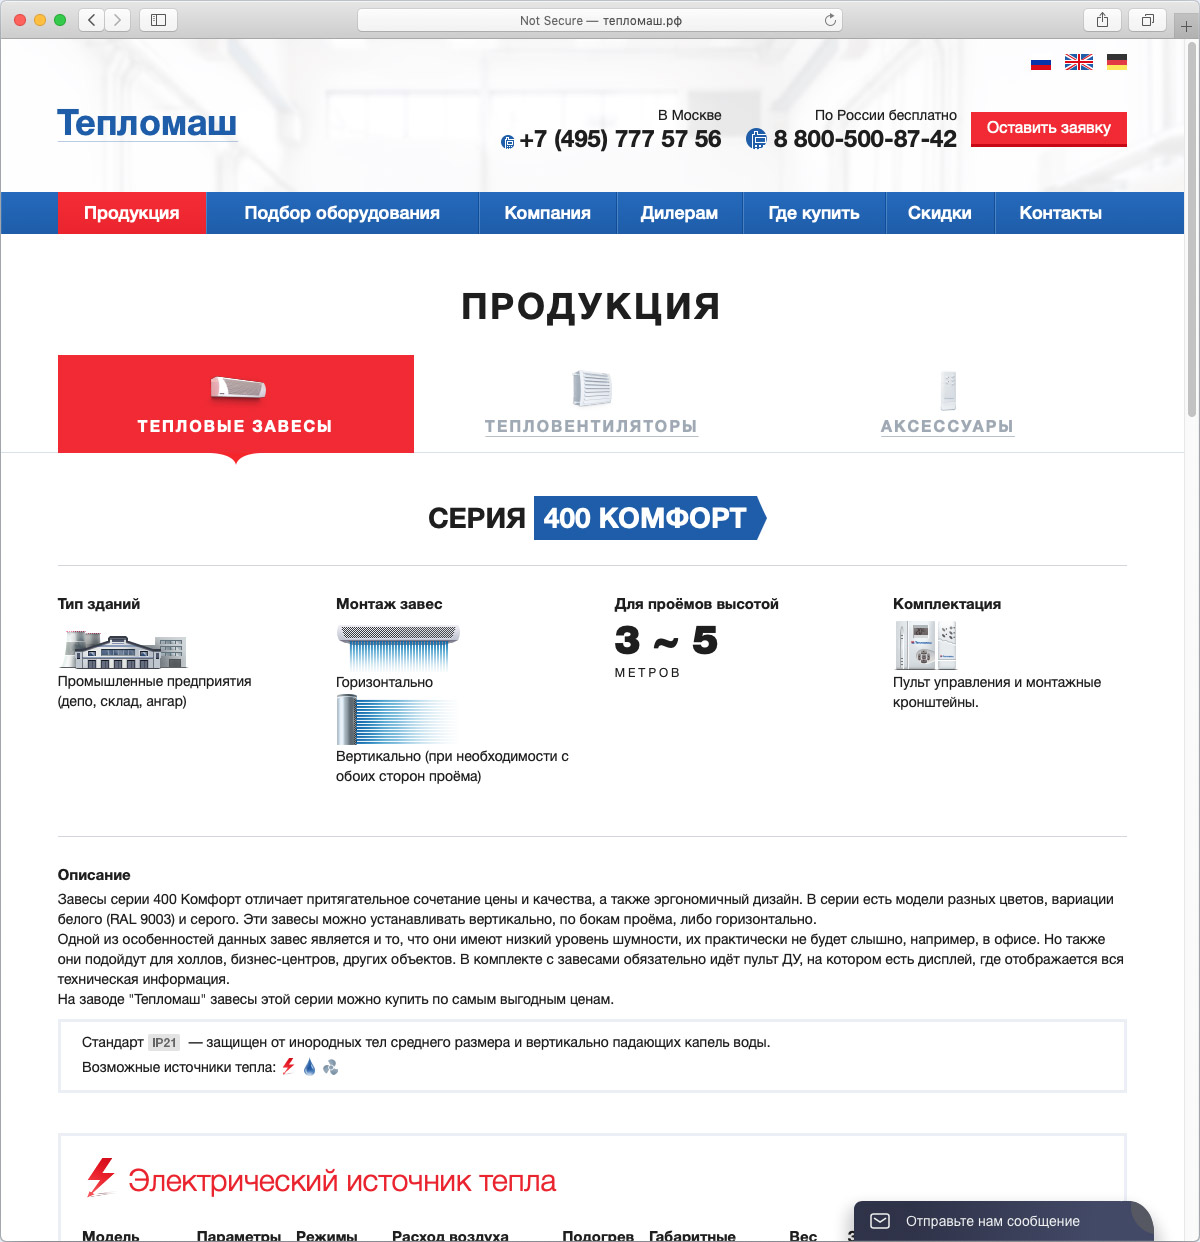 Not Secure — тепломаш.рф
Тепломаш
В Москве
+7 (495) 777 57 56
По России бесплатно
8 800-500-87-42
Оставить заявку
Продукция
Подбор оборудования
Компания
Дилерам
Где купить
Скидки
Контакты
ПРОДУКЦИЯ
ТЕПЛОВЫЕ ЗАВЕСЫ
ТЕПЛОВЕНТИЛЯТОРЫ
АКСЕССУАРЫ
СЕРИЯ 400 КОМФОРТ
Тип зданий
Промышленные предприятия
(депо, склад, ангар)
Монтаж завес
Горизонтально
Вертикально (при необходимости с
обоих сторон проёма)
Для проёмов высотой
3 ~ 5
МЕТРОВ
Комплектация
Пульт управления и монтажные
кронштейны.
Описание
Завесы серии 400 Комфорт отличает притягательное сочетание цены и качества, а также эргономичный дизайн. В серии есть модели разных цветов, вариации
белого (RAL 9003) и серого. Эти завесы можно устанавливать вертикально, по бокам проёма, либо горизонтально.
Одной из особенностей данных завес является и то, что они имеют низкий уровень шумности, их практически не будет слышно, например, в офисе. Но также
они подойдут для холлов, бизнес-центров, других объектов. В комплекте с завесами обязательно идёт пульт ДУ, на котором есть дисплей, где отображается вся
техническая информация.
На заводе "Тепломаш" завесы этой серии можно купить по самым выгодным ценам.
Стандарт IP21 — защищен от инородных тел среднего размера и вертикально падающих капель воды.
Возможные источники тепла:
Электрический источник тепла
Модель Параметры Режимы Расход воздуха Подогрев Габаритные Вес
Отправьте нам сообщение